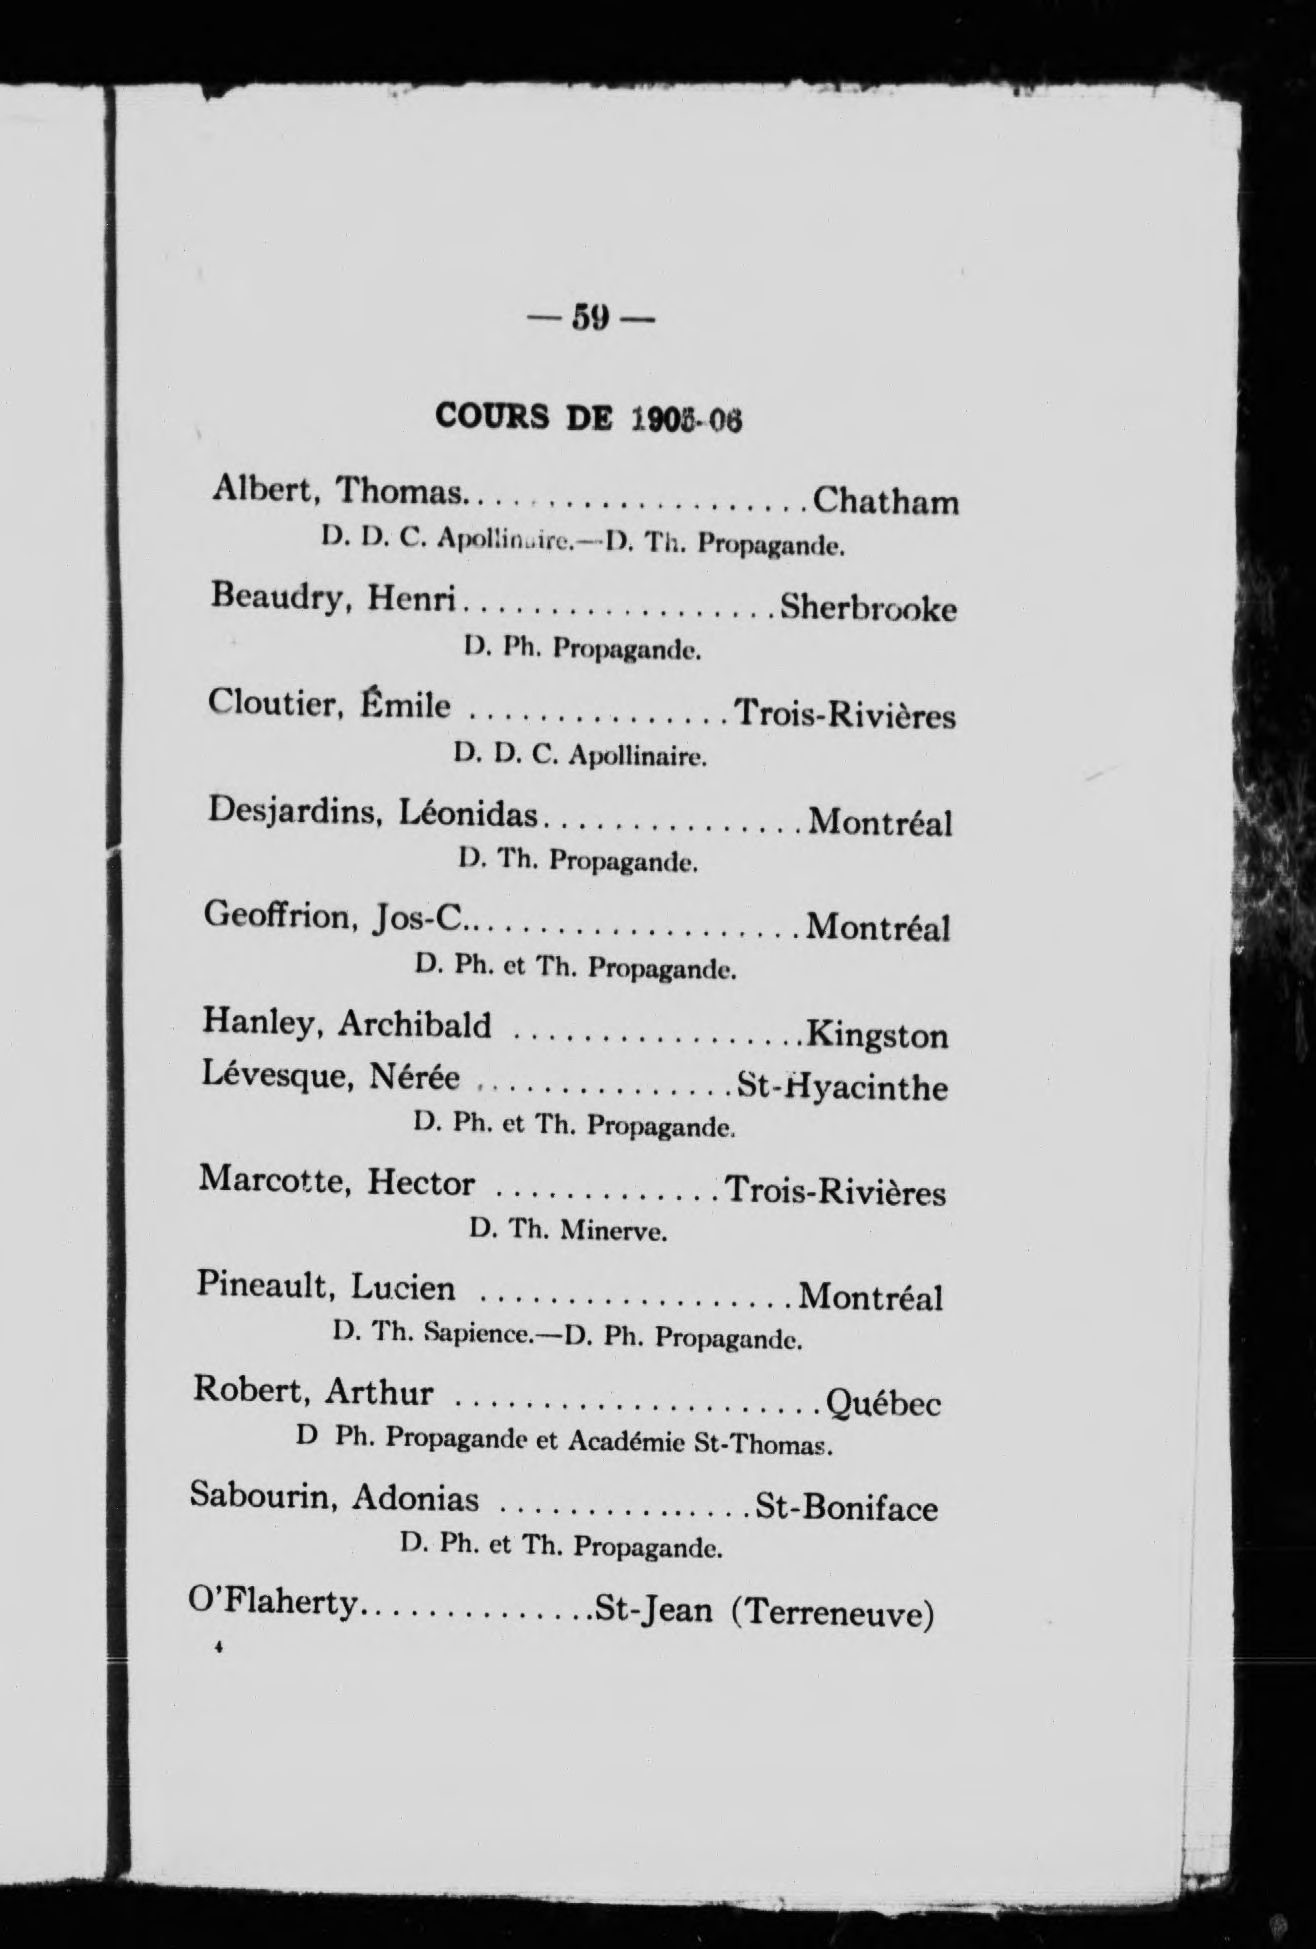 — 59 —
COURS DE 1905-06
Albert, Thomas....................Chatham
D. D. C. Apollinaire.—D. Th. Propagande.
Beaudry, Henri..................Sherbrooke
D. Ph. Propagande.
Cloutier, Émile ...............Trois-Rivières
D. D. C. Apollinaire.
Desjardins, Léonidas...............Montréal
D. Th. Propagande.
Geoffrion, Jos-C....................Montréal
D. Ph. et Th. Propagande.
Hanley, Archibald .................Kingston
Lévesque, Nérée ...............St-Hyacinthe
D. Ph. et Th. Propagande.
Marcotte, Hector .............Trois-Rivières
D. Th. Minerve.
Pineault, Lucien ..................Montréal
D. Th. Sapience.—D. Ph. Propagande.
Robert, Arthur .....................Québec
D Ph. Propagande et Académie St-Thomas.
Sabourin, Adonias ...............St-Boniface
D. Ph. et Th. Propagande.
O'Flaherty..............St-Jean (Terreneuve)
4